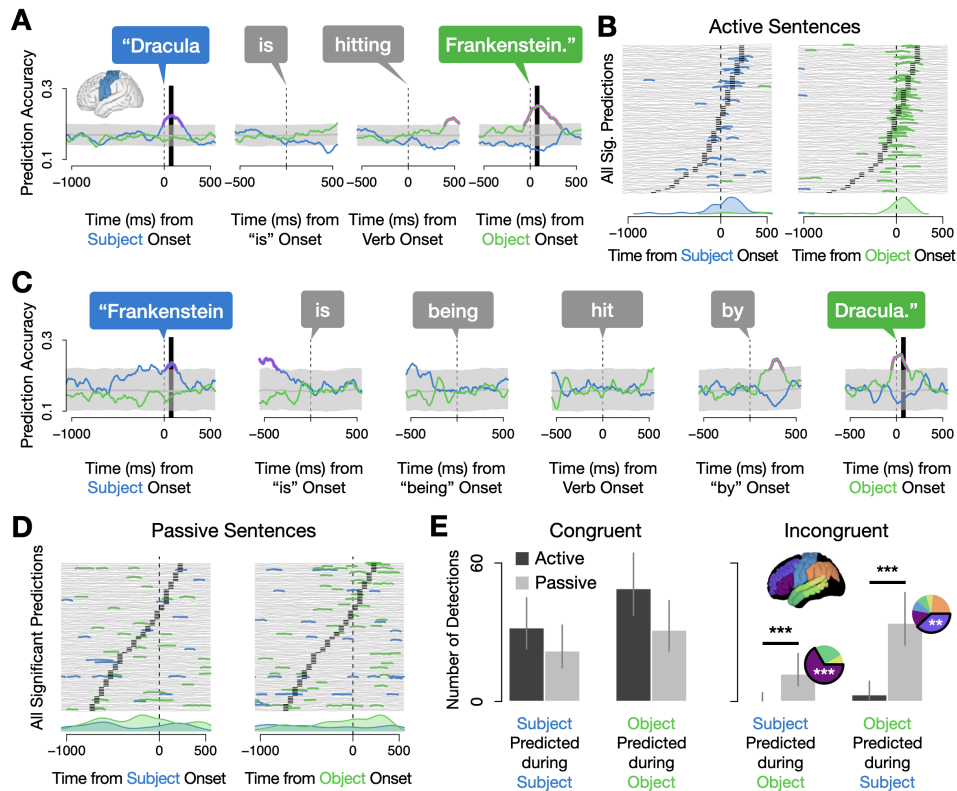 A
“Dracula
is
hitting
Frankenstein.”
Prediction Accuracy
0.3
0.1
−1000
0
500
−500
0
−500
0
500
−500
0
500
Time (ms) from
Subject Onset
Time (ms) from
“is” Onset
Time (ms) from
Verb Onset
Time (ms) from
Object Onset
B
Active Sentences
All Sig. Predictions
−1000
0
500
−1000
0
500
Time from Subject Onset
Time from Object Onset
C
“Frankenstein
is
being
hit
by
Dracula.”
Prediction Accuracy
0.3
0.1
−1000
0
500
−500
0
500
−500
0
500
−500
0
500
−500
0
500
−500
0
500
Time (ms) from
Subject Onset
Time (ms) from
“is” Onset
Time (ms) from
“being” Onset
Time (ms) from
Verb Onset
Time (ms) from
“by” Onset
Time (ms) from
Object Onset
D
Passive Sentences
All Significant Predictions
−1000
0
500
−1000
0
500
Time from Subject Onset
Time from Object Onset
E
Congruent
Incongruent
Number of Detections
60
0
Active
Passive
***
***
***
**
Subject
Predicted
during
Subject
Object
Predicted
during
Object
Subject
Predicted
during
Object
Object
Predicted
during
Subject